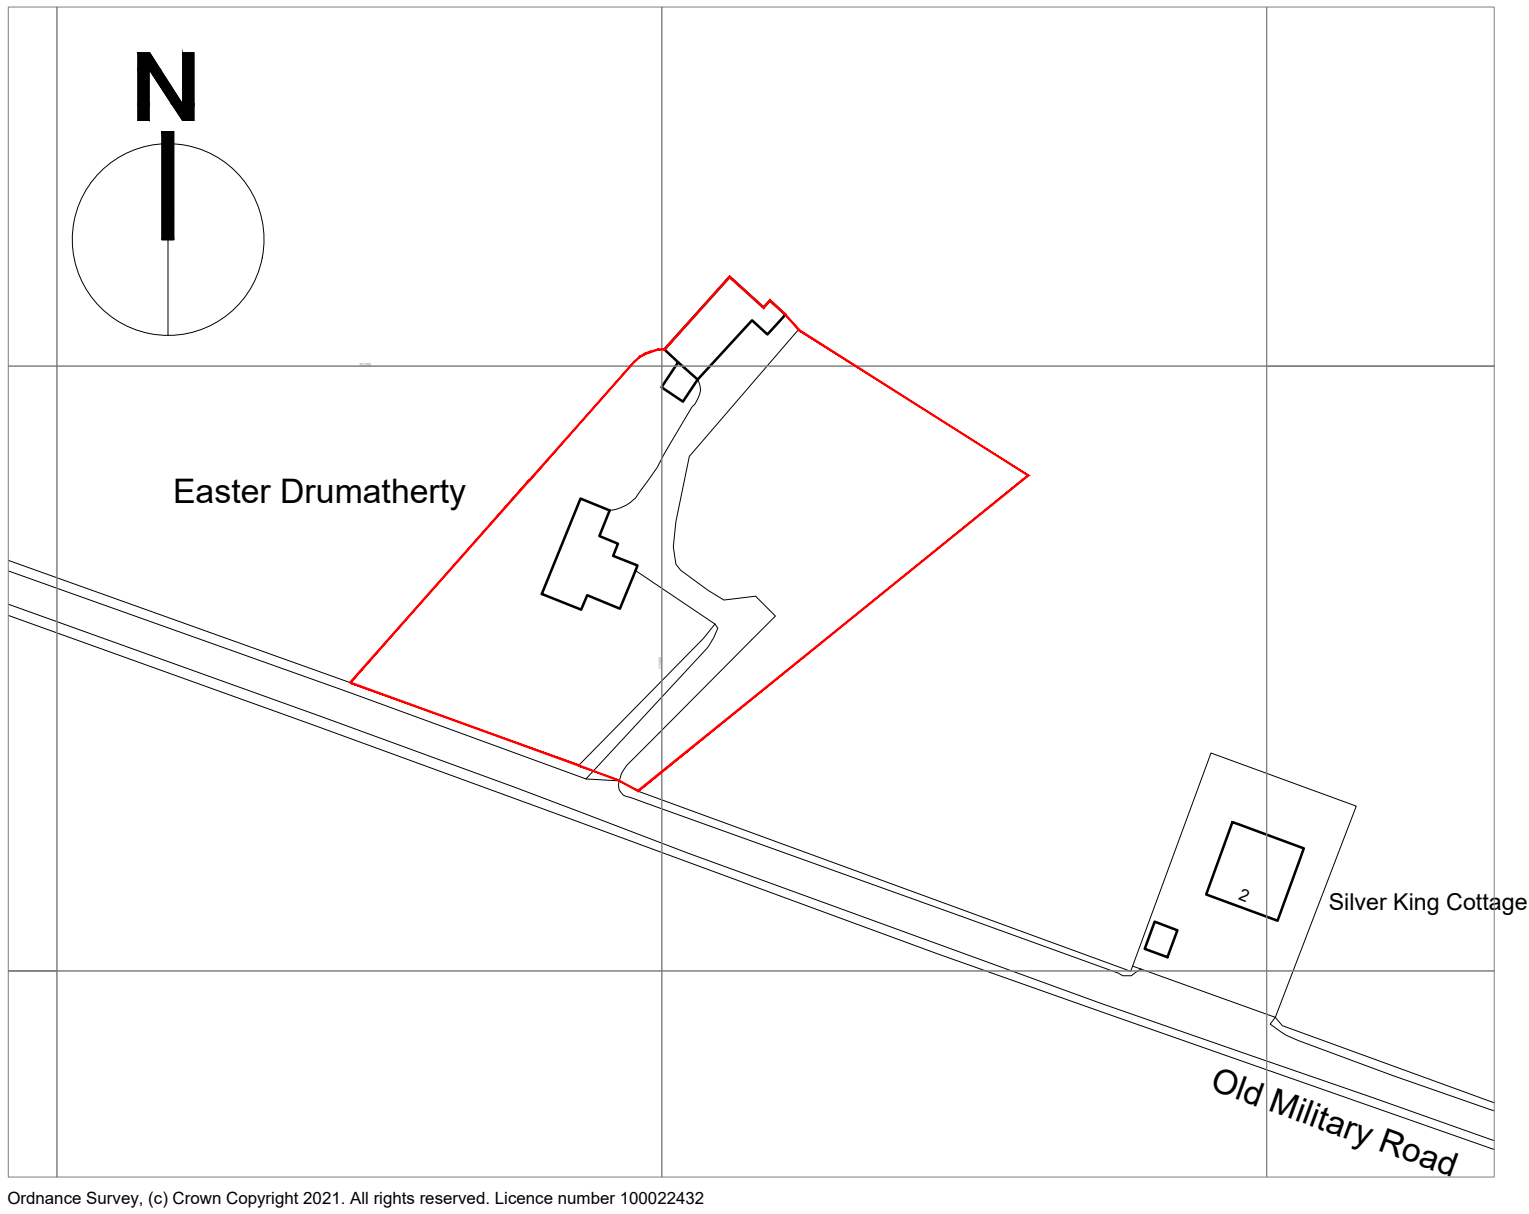 N
Easter Drumatherty
2
Silver King Cottage
Old Military Road
Ordnance Survey, (c) Crown Copyright 2021. All rights reserved. Licence number 100022432